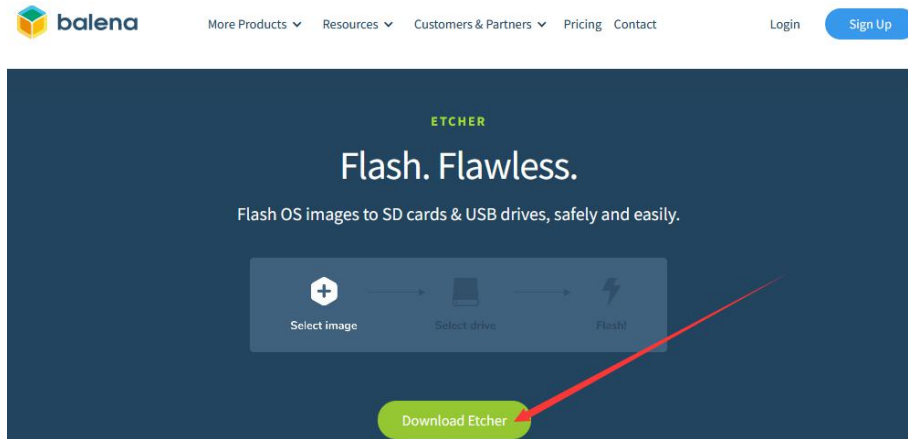 balena More Products Resources Customers & Partners Pricing Contact Login Sign Up
ETCHER
Flash. Flawless.
Flash OS images to SD cards & USB drives, safely and easily.
Select image Select drive Flash!
Download Etcher